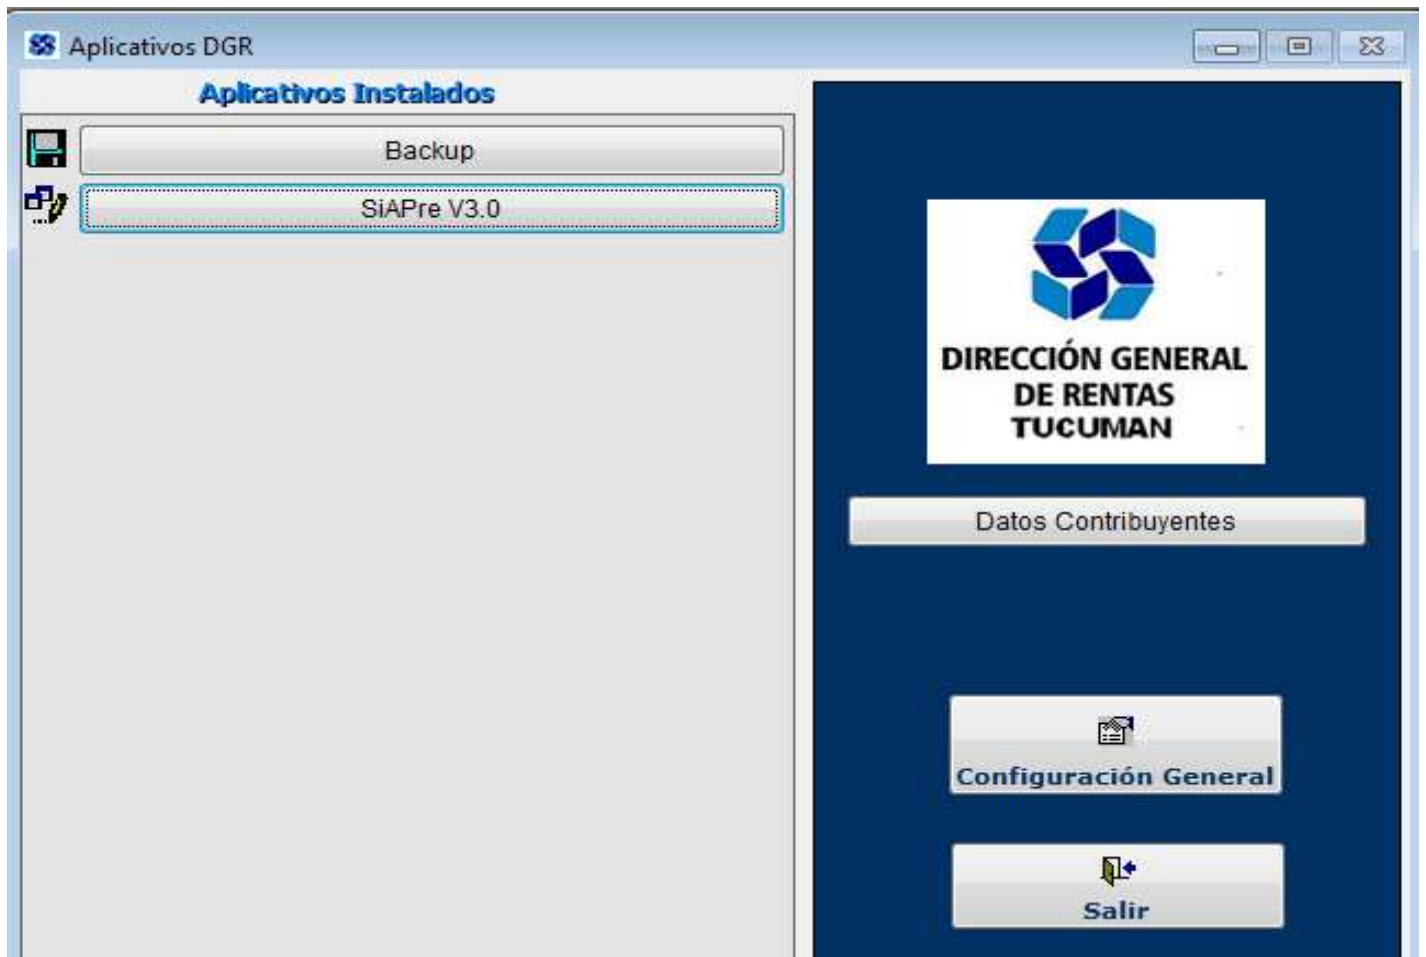 Aplicativos DGR
Aplicativos Instalados
Backup
SiAPre V3.0
DIRECCIÓN GENERAL
DE RENTAS
TUCUMAN
Datos Contribuyentes
Configuración General
Salir